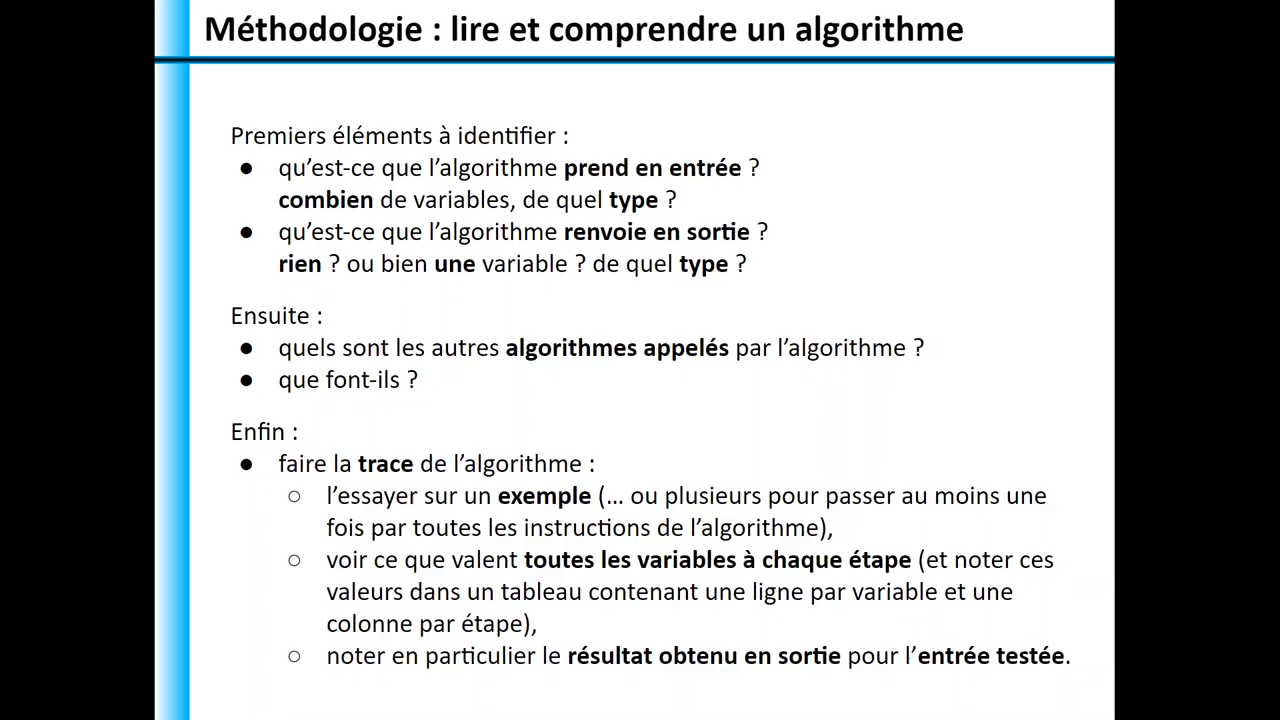 Méthodologie : lire et comprendre un algorithme
Premiers éléments à identifier :
● qu’est-ce que l’algorithme prend en entrée ?
combien de variables, de quel type ?
● qu’est-ce que l’algorithme renvoie en sortie ?
rien ? ou bien une variable ? de quel type ?
Ensuite :
● quels sont les autres algorithmes appelés par l’algorithme ?
● que font-ils ?
Enfin :
● faire la trace de l’algorithme :
○ l’essayer sur un exemple (… ou plusieurs pour passer au moins une
fois par toutes les instructions de l’algorithme),
○ voir ce que valent toutes les variables à chaque étape (et noter ces
valeurs dans un tableau contenant une ligne par variable et une
colonne par étape),
○ noter en particulier le résultat obtenu en sortie pour l’entrée testée.